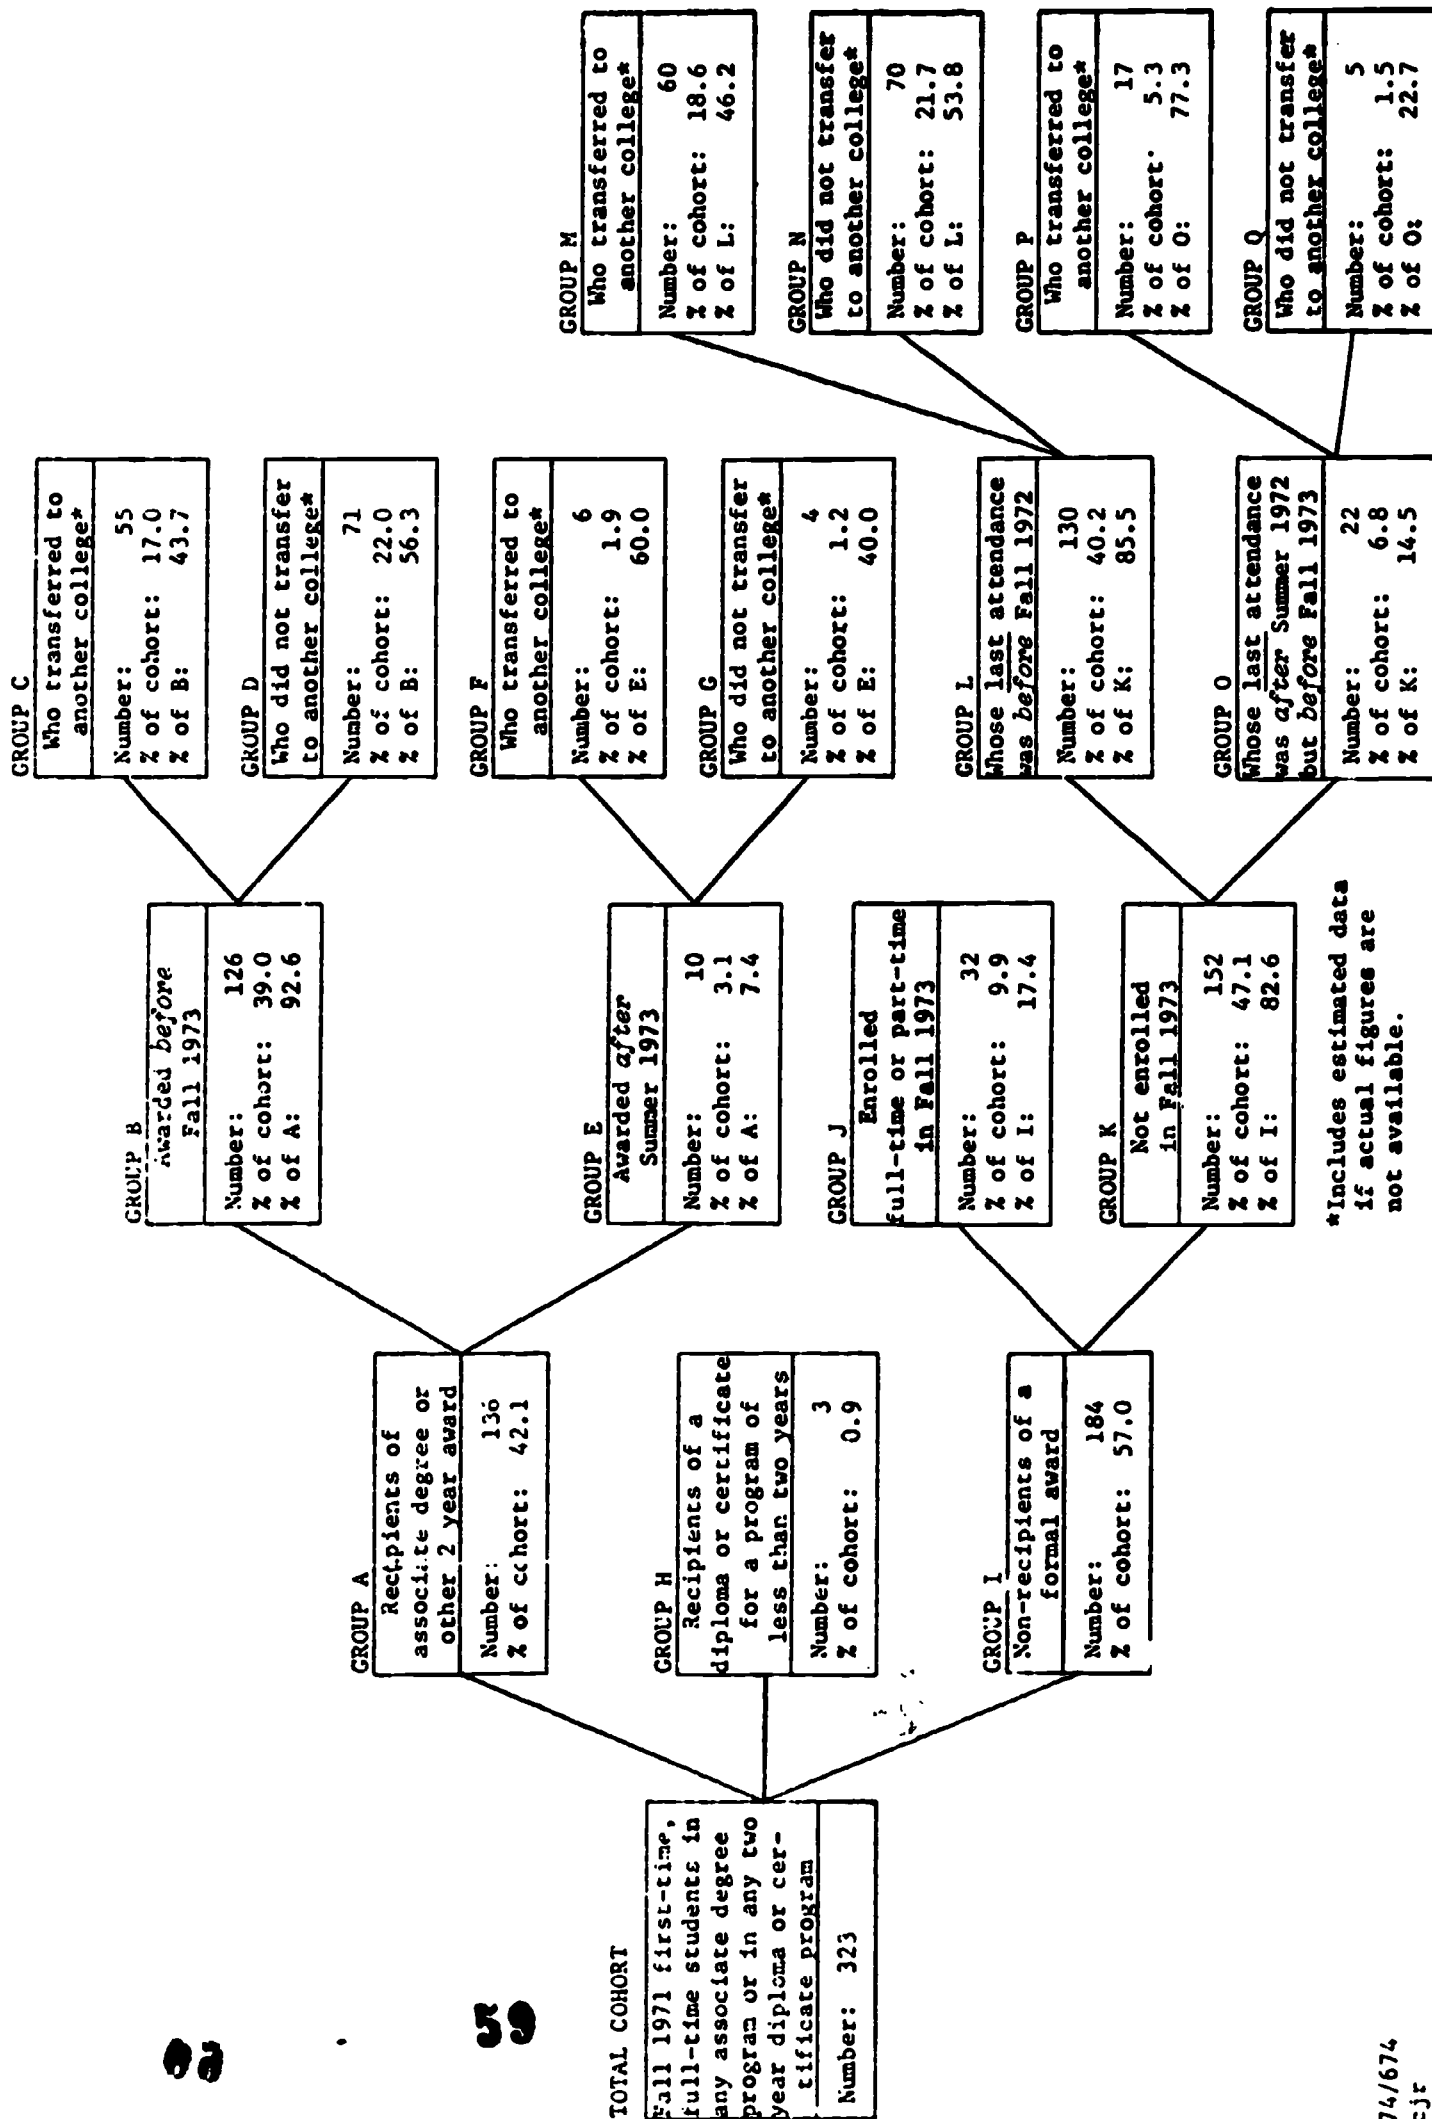 TOTAL COHORT
Fall 1971 first-time,
full-time students in
any associate degree
program or in any two
year diploma or cer-
tificate program
Number: 323
GROUP A
Recipients of
associate degree or
other 2 year award
Number: 136
% of cohort: 42.1
GROUP H
Recipients of a
diploma or certificate
for a program of
less than two years
Number: 3
% of cohort: 0.9
GROUP I
Non-recipients of a
formal award
Number: 184
% of cohort: 57.0
GROUP B
Awarded before
Fall 1973
Number: 126
% of cohort: 39.0
% of A: 92.6
GROUP E
Awarded after
Summer 1973
Number: 10
% of cohort: 3.1
% of A: 7.4
GROUP J
Enrolled
full-time or part-time
in Fall 1973
Number: 32
% of cohort: 9.9
% of I: 17.4
GROUP K
Not enrolled
in Fall 1973
Number: 152
% of cohort: 47.1
% of I: 82.6
GROUP C
Who transferred to
another college*
Number: 55
% of cohort: 17.0
% of B: 43.7
GROUP D
Who did not transfer
to another college*
Number: 71
% of cohort: 22.0
% of B: 56.3
GROUP F
Who transferred to
another college*
Number: 6
% of cohort: 1.9
% of E: 60.0
GROUP G
Who did not transfer
to another college*
Number: 4
% of cohort: 1.2
% of E: 40.0
GROUP L
Whose last attendance
was before Fall 1972
Number: 130
% of cohort: 40.2
% of K: 85.5
GROUP O
Whose last attendance
was after Summer 1972
but before Fall 1973
Number: 22
% of cohort: 6.8
% of K: 14.5
GROUP M
Who transferred to
another college*
Number: 60
% of cohort: 18.6
% of L: 46.2
GROUP N
Who did not transfer
to another college*
Number: 70
% of cohort: 21.7
% of L: 53.8
GROUP P
Who transferred to
another college*
Number: 17
% of cohort: 5.3
% of O: 77.3
GROUP Q
Who did not transfer
to another college*
Number: 5
% of cohort: 1.5
% of O: 22.7
*Includes estimated data
if actual figures are
not available.
59
74/674
cjr